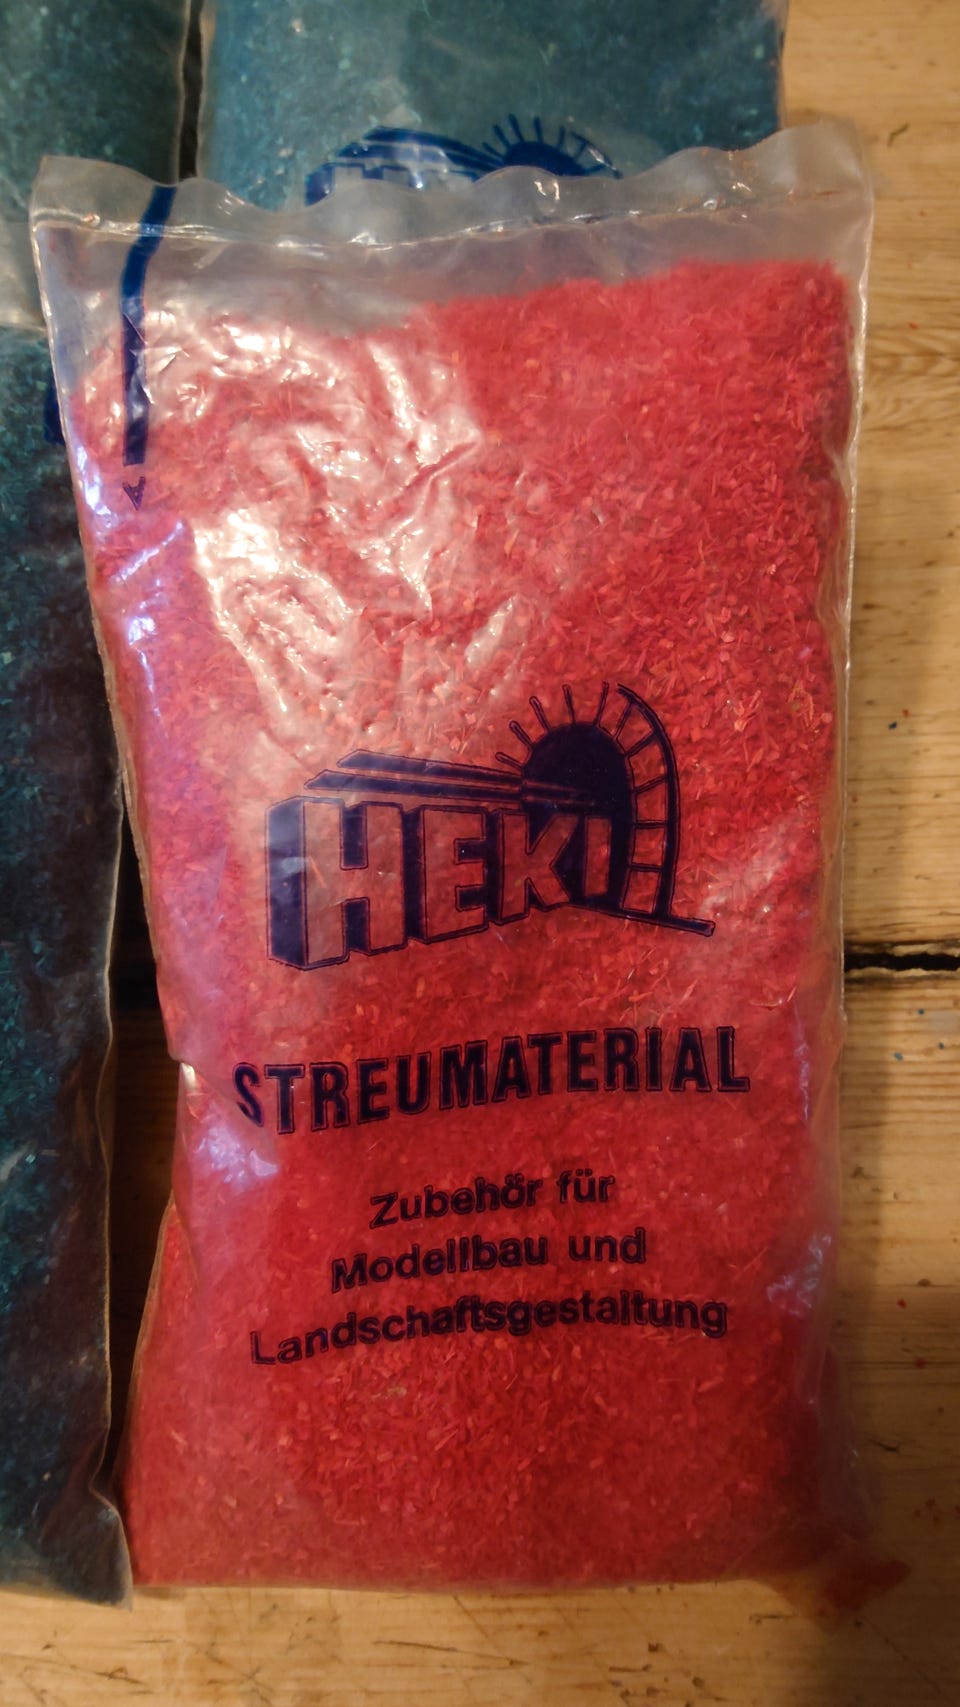 HEKI
STREUMATERIAL
Zubehör für
Modellbau und
Landschaftsgestaltung